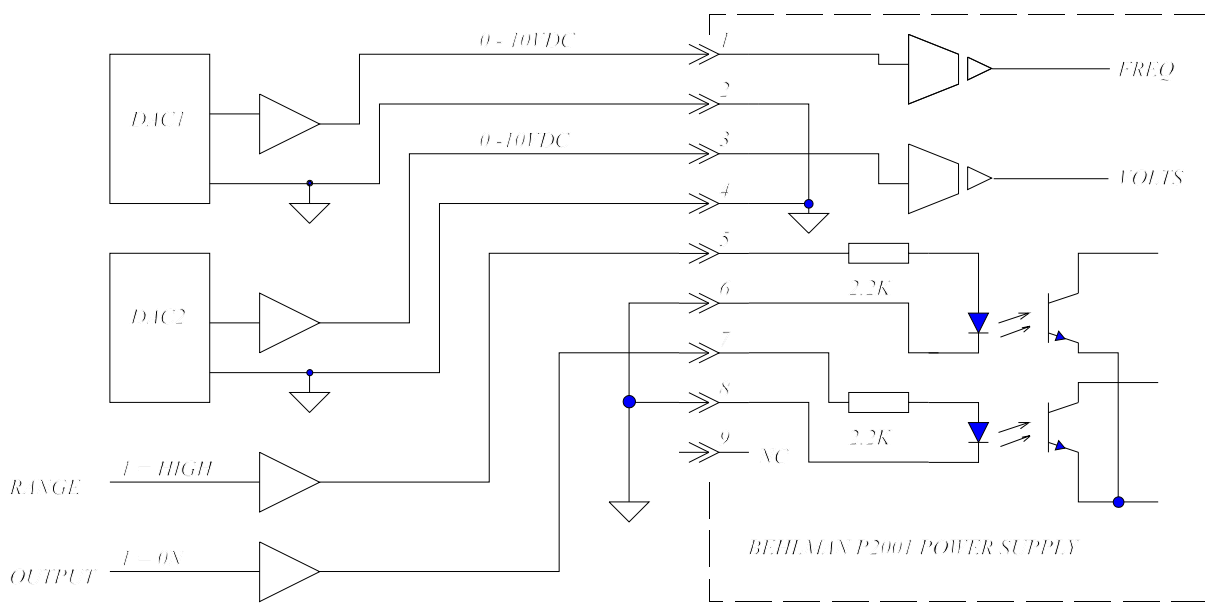 0 - 10VDC
1
FREQ
2
DAC1
0 -10VDC
3
VOLTS
4
5
2.2K
6
DAC2
7
8
2.2K
9
NC
1 = HIGH
RANGE
1 = 0N
OUTPUT
BEHLMAN P2001 POWER SUPPLY